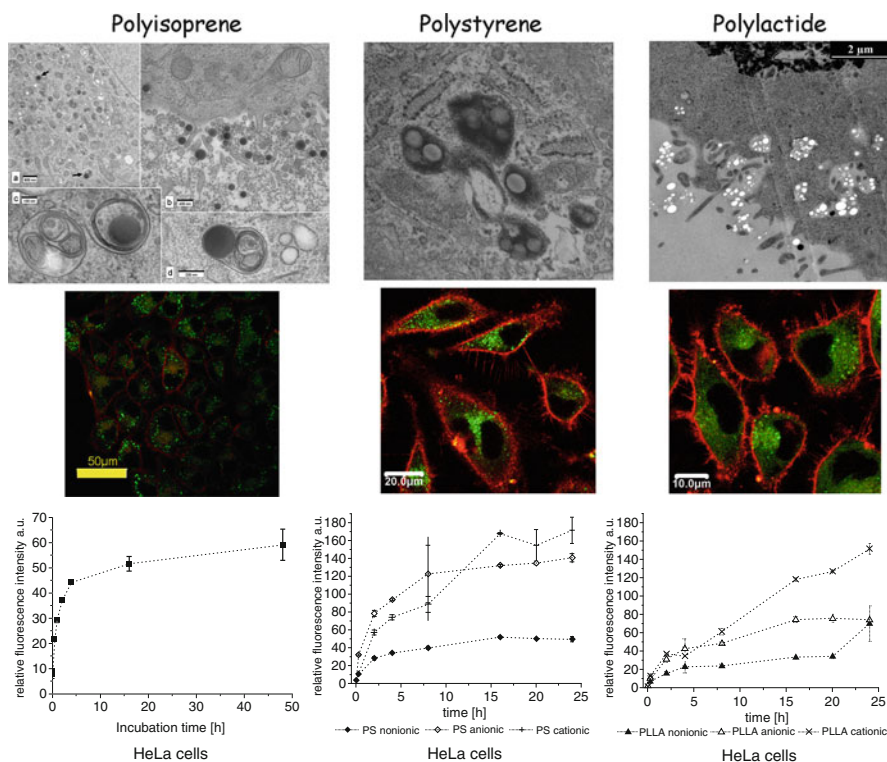 Polyisoprene
Polystyrene
Polylactide
a
b
c
d
2 µm
50µm
20.0µm
10.0µm
relative fluorescence intensity a.u.
70
60
50
40
30
20
10
0
0 10 20 30 40 50
Incubation time [h]
HeLa cells
relative fluorescence intensity a.u.
180
160
140
120
100
80
60
40
20
0
0 5 10 15 20 25
time [h]
PS nonionic PS anionic PS cationic
HeLa cells
relative fluorescence intensity a.u.
180
160
140
120
100
80
60
40
20
0
0 5 10 15 20 25
time [h]
PLLA nonionic PLLA anionic PLLA cationic
HeLa cells